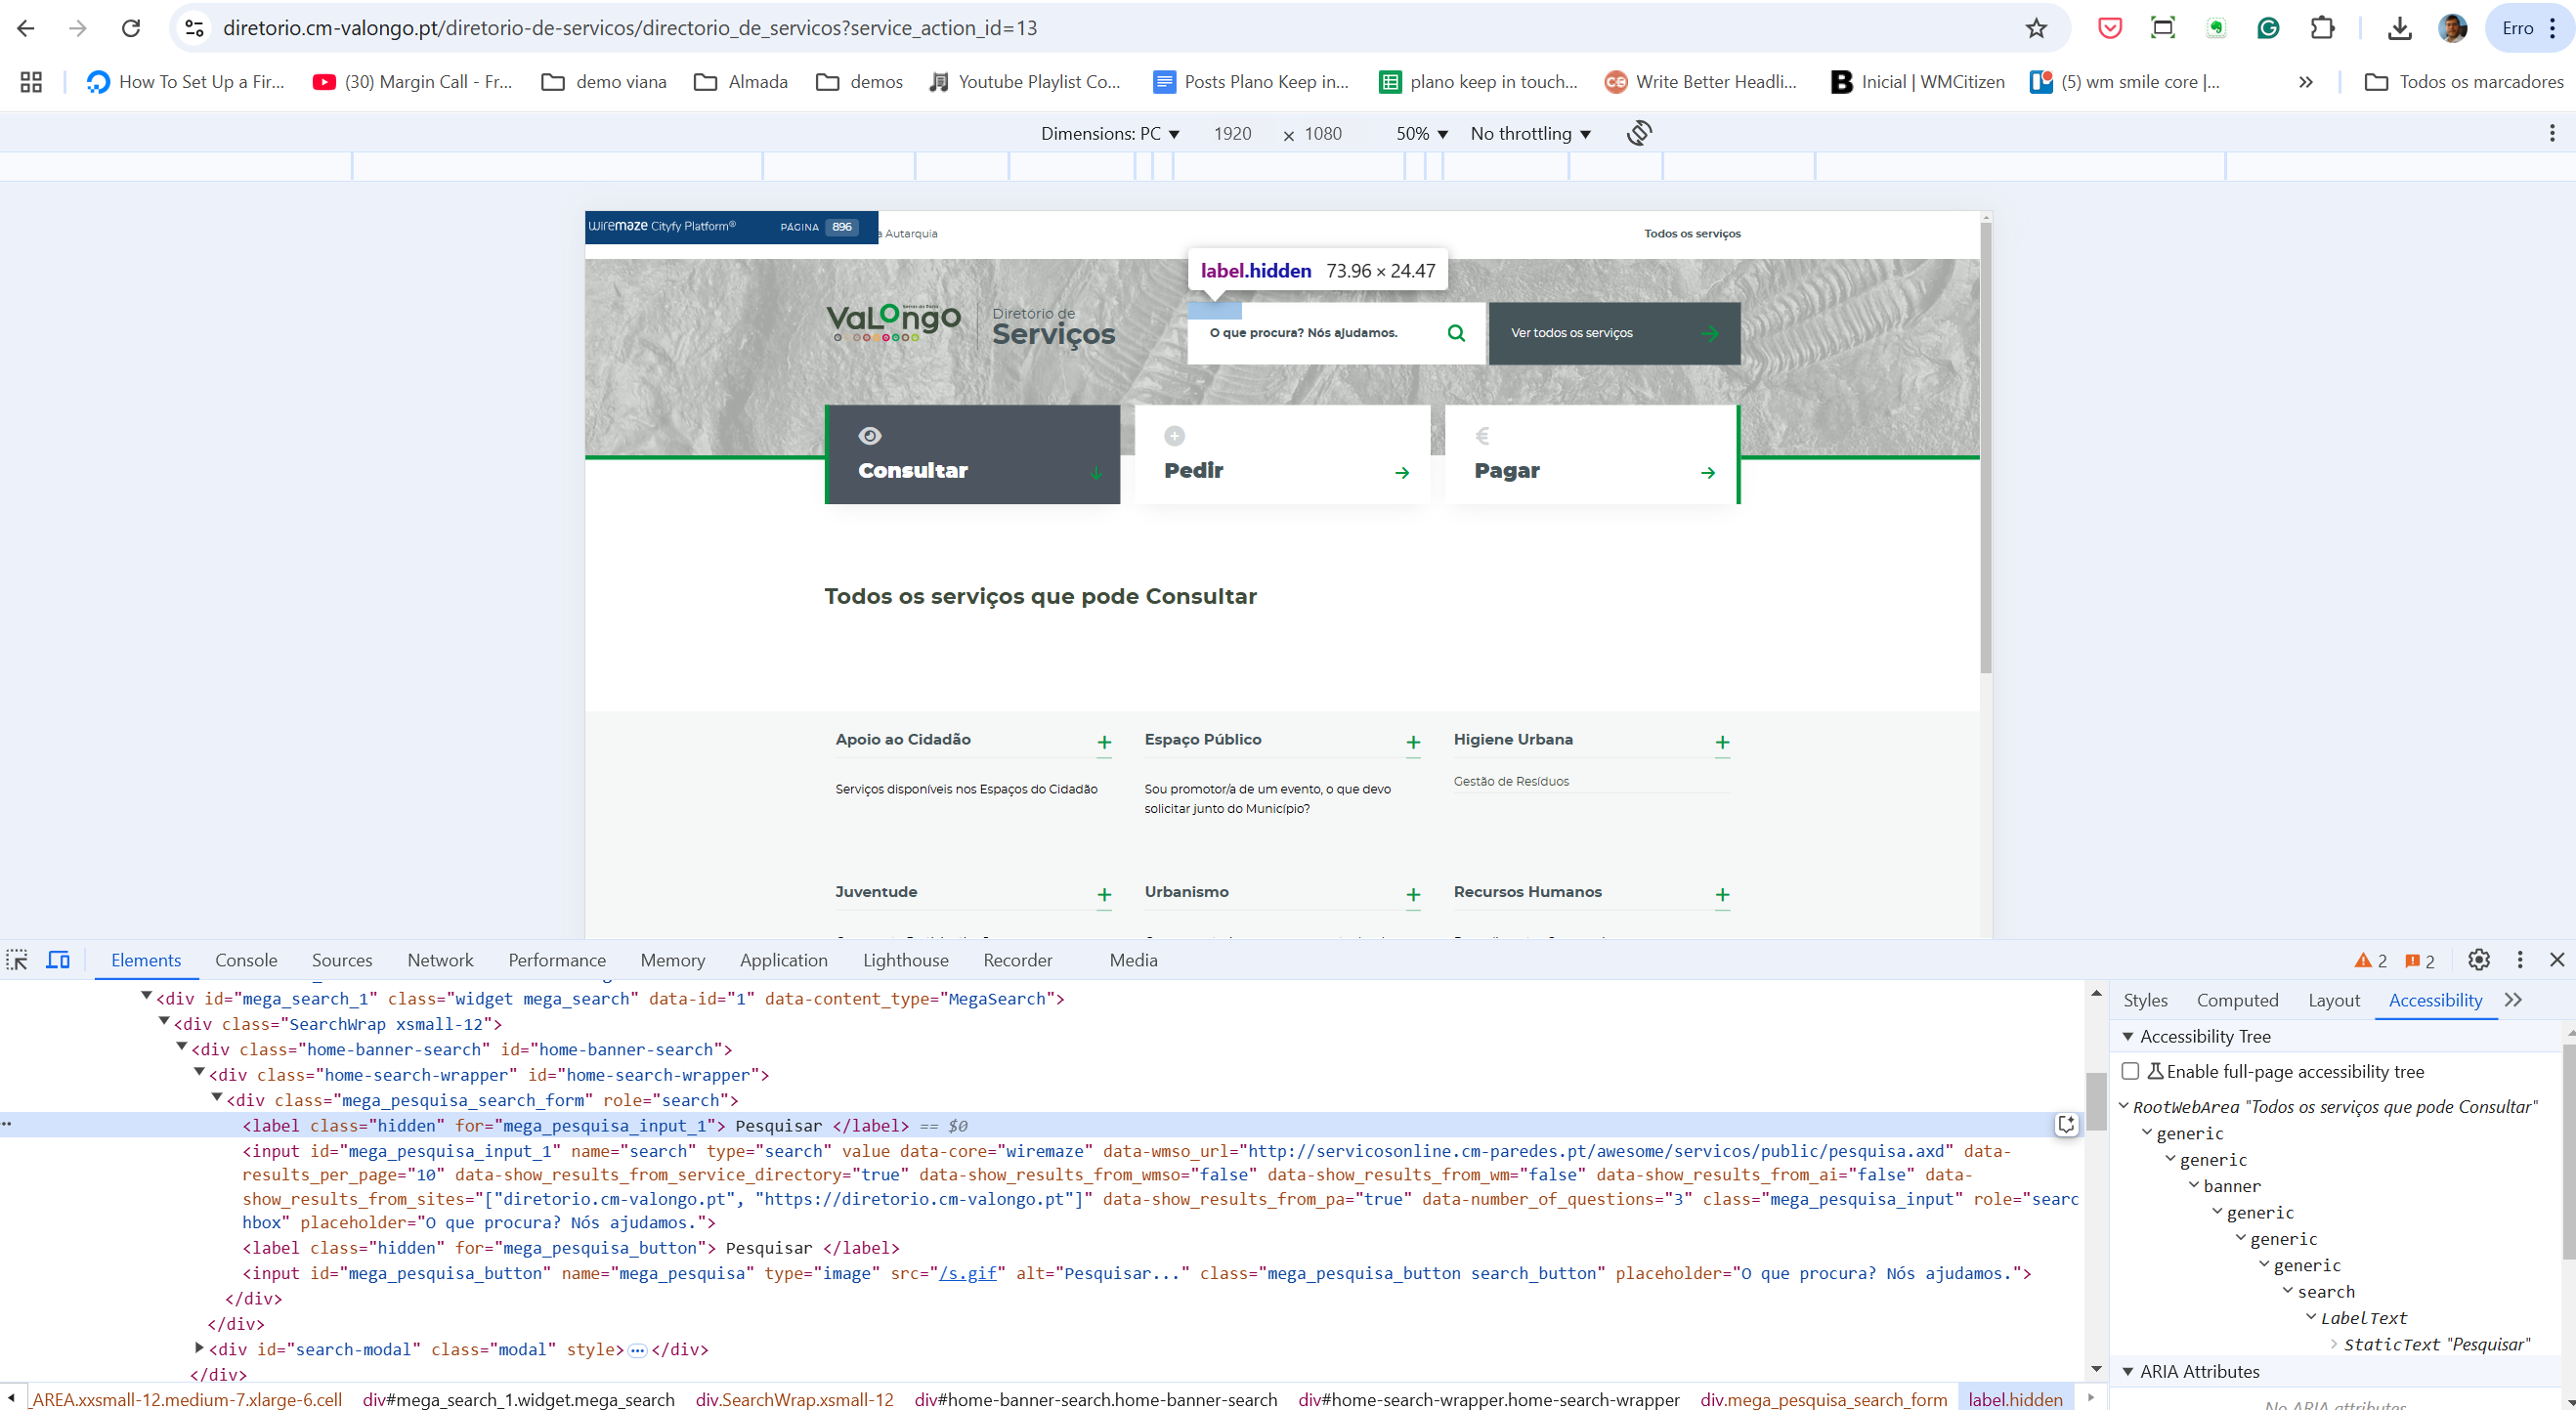 diretorio.cm-valongo.pt/diretorio-de-servicos/directorio_de_servicos?service_action_id=13
Erro
How To Set Up a Fir...
(30) Margin Call - Fr...
demo viana
Almada
demos
Youtube Playlist Co...
Posts Plano Keep in...
plano keep in touch...
Write Better Headli...
Inicial | WMCitizen
(5) wm smile core |...
»
Todos os marcadores
Dimensions: PC 1920 × 1080 50% No throttling
wiremaze Cityfy Platform® PÁGINA 896
a Autarquia
Todos os serviços
label.hidden 73.96 × 24.47
Valongo
Diretório de
Serviços
O que procura? Nós ajudamos.
Ver todos os serviços
Consultar
Pedir
€
Pagar
Todos os serviços que pode Consultar
Apoio ao Cidadão +
Espaço Público +
Higiene Urbana +
Serviços disponíveis nos Espaços do Cidadão
Sou promotor/a de um evento, o que devo
solicitar junto do Município?
Gestão de Resíduos
Juventude +
Urbanismo +
Recursos Humanos +
Elements Console Sources Network Performance Memory Application Lighthouse Recorder Media
2 2
<div id="mega_search_1" class="widget mega_search" data-id="1" data-content_type="MegaSearch">
<div class="SearchWrap xsmall-12">
<div class="home-banner-search" id="home-banner-search">
<div class="home-search-wrapper" id="home-search-wrapper">
<div class="mega_pesquisa_search_form" role="search">
<label class="hidden" for="mega_pesquisa_input_1"> Pesquisar </label> == $0
<input id="mega_pesquisa_input_1" name="search" type="search" value data-core="wiremaze" data-wmso_url="http://servicosonline.cm-paredes.pt/awesome/servicos/public/pesquisa.axd" data-
results_per_page="10" data-show_results_from_service_directory="true" data-show_results_from_wmso="false" data-show_results_from_wm="false" data-show_results_from_ai="false" data-
show_results_from_sites="["diretorio.cm-valongo.pt", "https://diretorio.cm-valongo.pt"]" data-show_results_from_pa="true" data-number_of_questions="3" class="mega_pesquisa_input" role="searc
hbox" placeholder="O que procura? Nós ajudamos.">
<label class="hidden" for="mega_pesquisa_button"> Pesquisar </label>
<input id="mega_pesquisa_button" name="mega_pesquisa" type="image" src="/s.gif" alt="Pesquisar..." class="mega_pesquisa_button search_button" placeholder="O que procura? Nós ajudamos.">
</div>
</div>
<div id="search-modal" class="modal" style>…</div>
</div>
_AREA.xxsmall-12.medium-7.xlarge-6.cell div#mega_search_1.widget.mega_search div.SearchWrap.xsmall-12 div#home-banner-search.home-banner-search div#home-search-wrapper.home-search-wrapper div.mega_pesquisa_search_form label.hidden
Styles Computed Layout Accessibility
Accessibility Tree
Enable full-page accessibility tree
RootWebArea "Todos os serviços que pode Consultar"
generic
generic
banner
generic
generic
generic
search
LabelText
StaticText "Pesquisar"
ARIA Attributes
No ARIA attributes